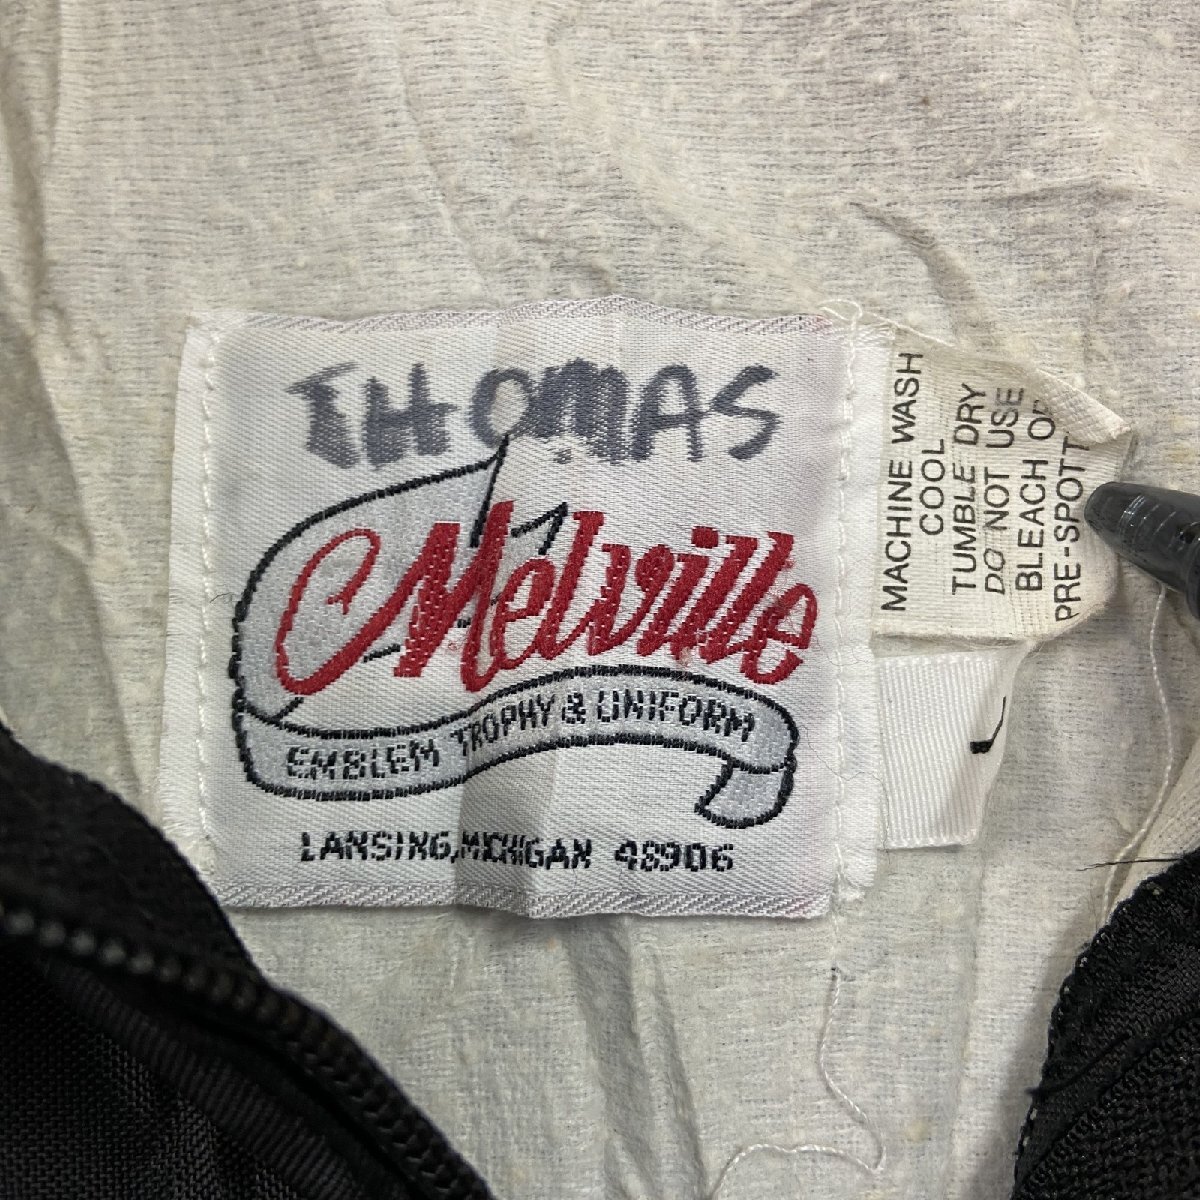 THOMAS
Melville
EMBLEM TROPHY & UNIFORM
LANSING, MICHIGAN 48906
MACHINE WASH
COOL
TUMBLE DRY
DO NOT USE
BLEACH
PRE-SPOTT
L